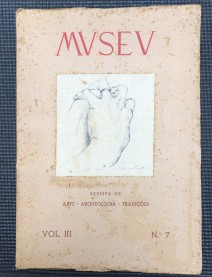 MVSEV
REVISTA DE
ARTE - ARQUEOLOGIA - TRADIÇÕES
VOL. III N.º 7